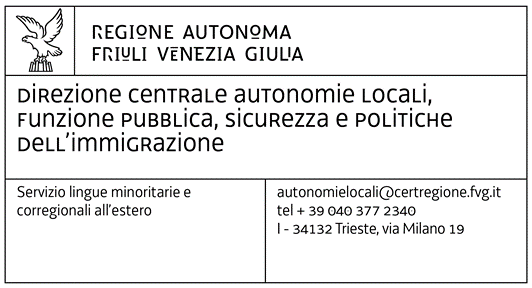 REGIONE AUTONOMA
FRIULI VENEZIA GIULIA
DIREZIONE CENTRALE AUTONOMIE LOCALI,
FUNZIONE PUBBLICA, SICUREZZA E POLITICHE
DELL'IMMIGRAZIONE
Servizio lingue minoritarie e
corregionali all'estero
autonomielocali@certregione.fvg.it
tel + 39 040 377 2340
I - 34132 Trieste, via Milano 19